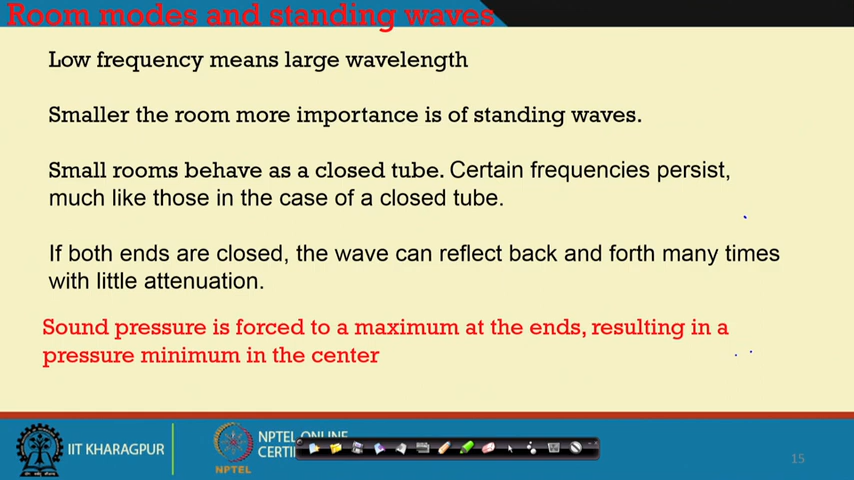 Room modes and standing waves
Low frequency means large wavelength
Smaller the room more importance is of standing waves.
Small rooms behave as a closed tube. Certain frequencies persist,
much like those in the case of a closed tube.
If both ends are closed, the wave can reflect back and forth many times
with little attenuation.
Sound pressure is forced to a maximum at the ends, resulting in a
pressure minimum in the center
IIT KHARAGPUR
NPTEL
NPTEL ONLINE
CERTI
15